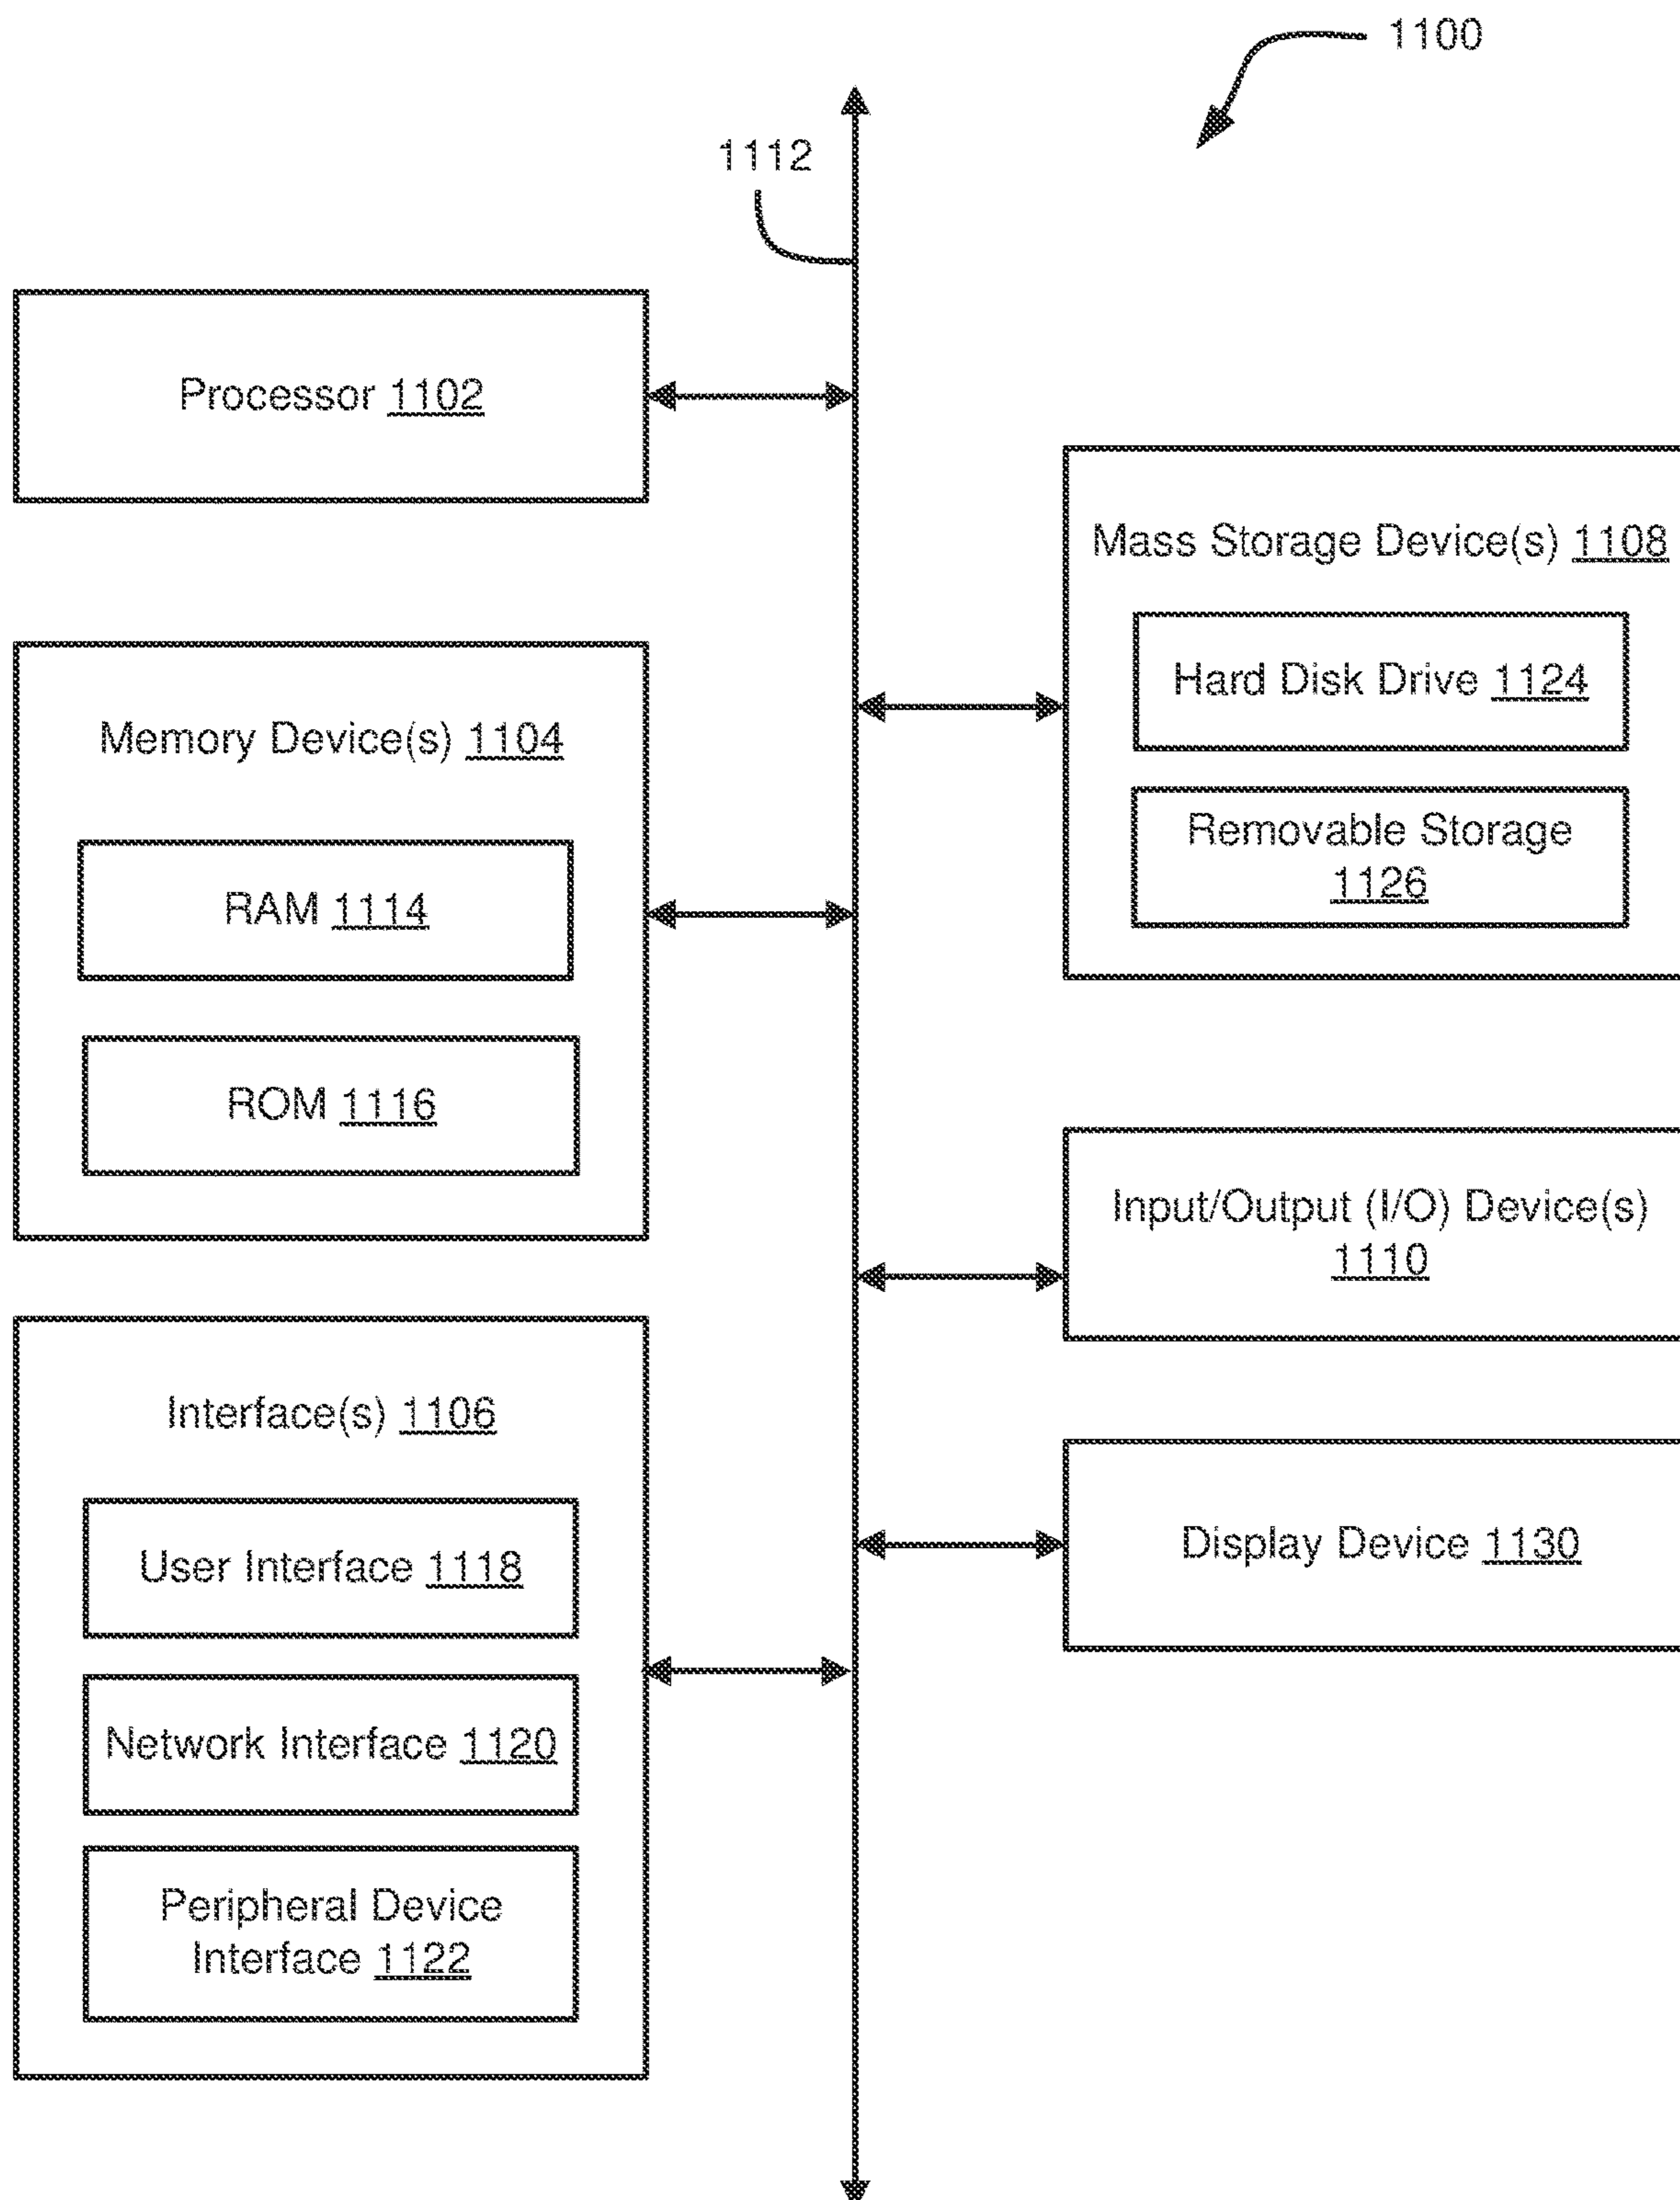 1100
1112
Processor 1102
Memory Device(s) 1104
RAM 1114
ROM 1116
Interface(s) 1106
User Interface 1118
Network Interface 1120
Peripheral Device
Interface 1122
Mass Storage Device(s) 1108
Hard Disk Drive 1124
Removable Storage
1126
Input/Output (I/O) Device(s)
1110
Display Device 1130